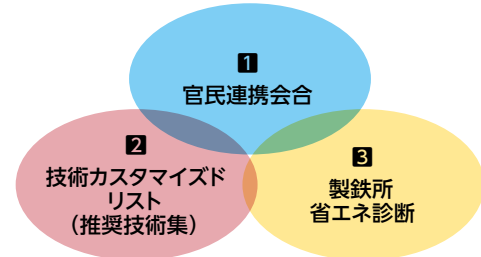 1
官民連携会合
2
技術カスタマイズド
リスト
（推奨技術集）
3
製鉄所
省エネ診断